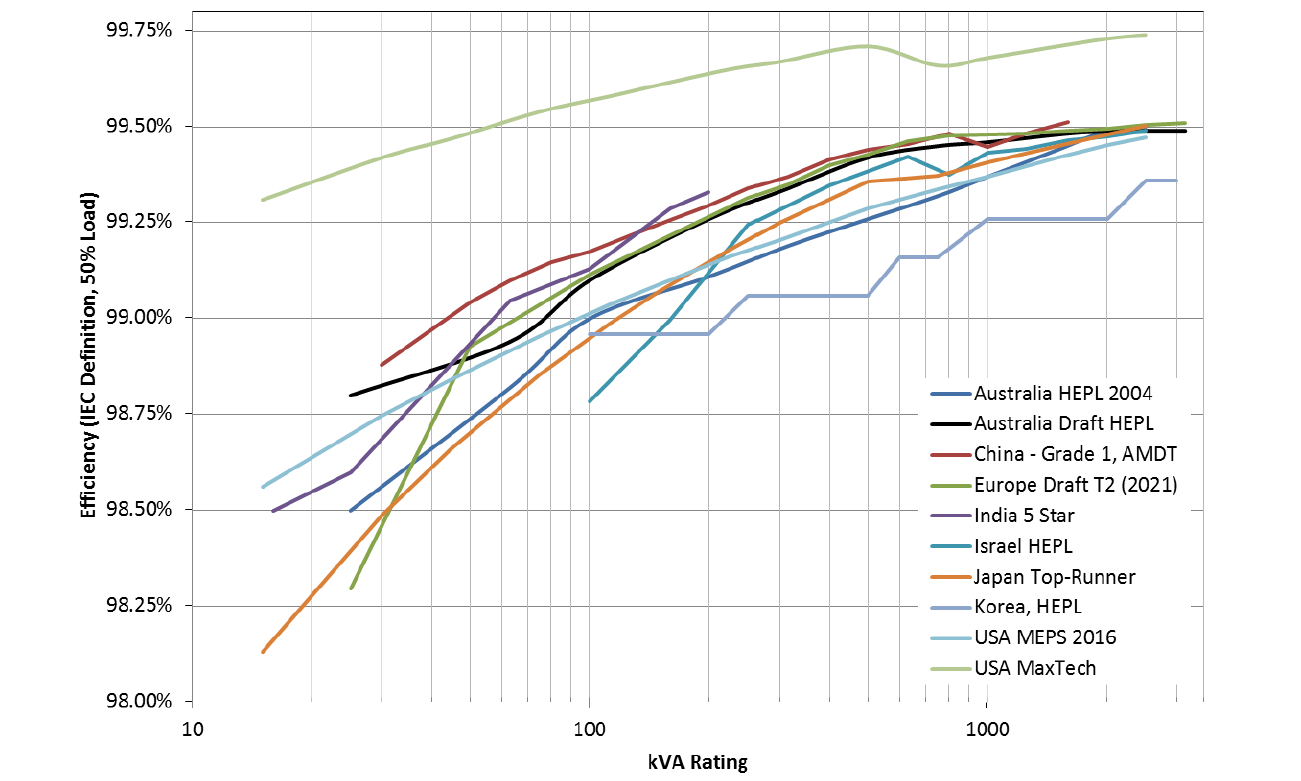 99.75%
99.50%
99.25%
99.00%
98.75%
98.50%
98.25%
98.00%
Efficiency (IEC Definition, 50% Load)
10
100
1000
kVA Rating
Australia HEPL 2004
Australia Draft HEPL
China - Grade 1, AMDT
Europe Draft T2 (2021)
India 5 Star
Israel HEPL
Japan Top-Runner
Korea, HEPL
USA MEPS 2016
USA MaxTech